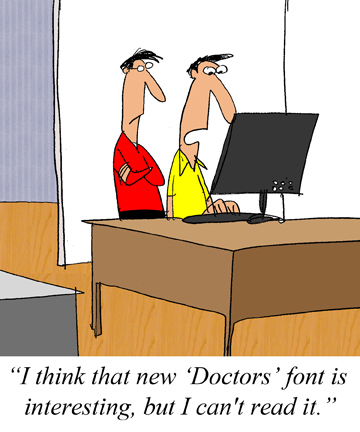 “I think that new ‘Doctors’ font is
interesting, but I can't read it.”